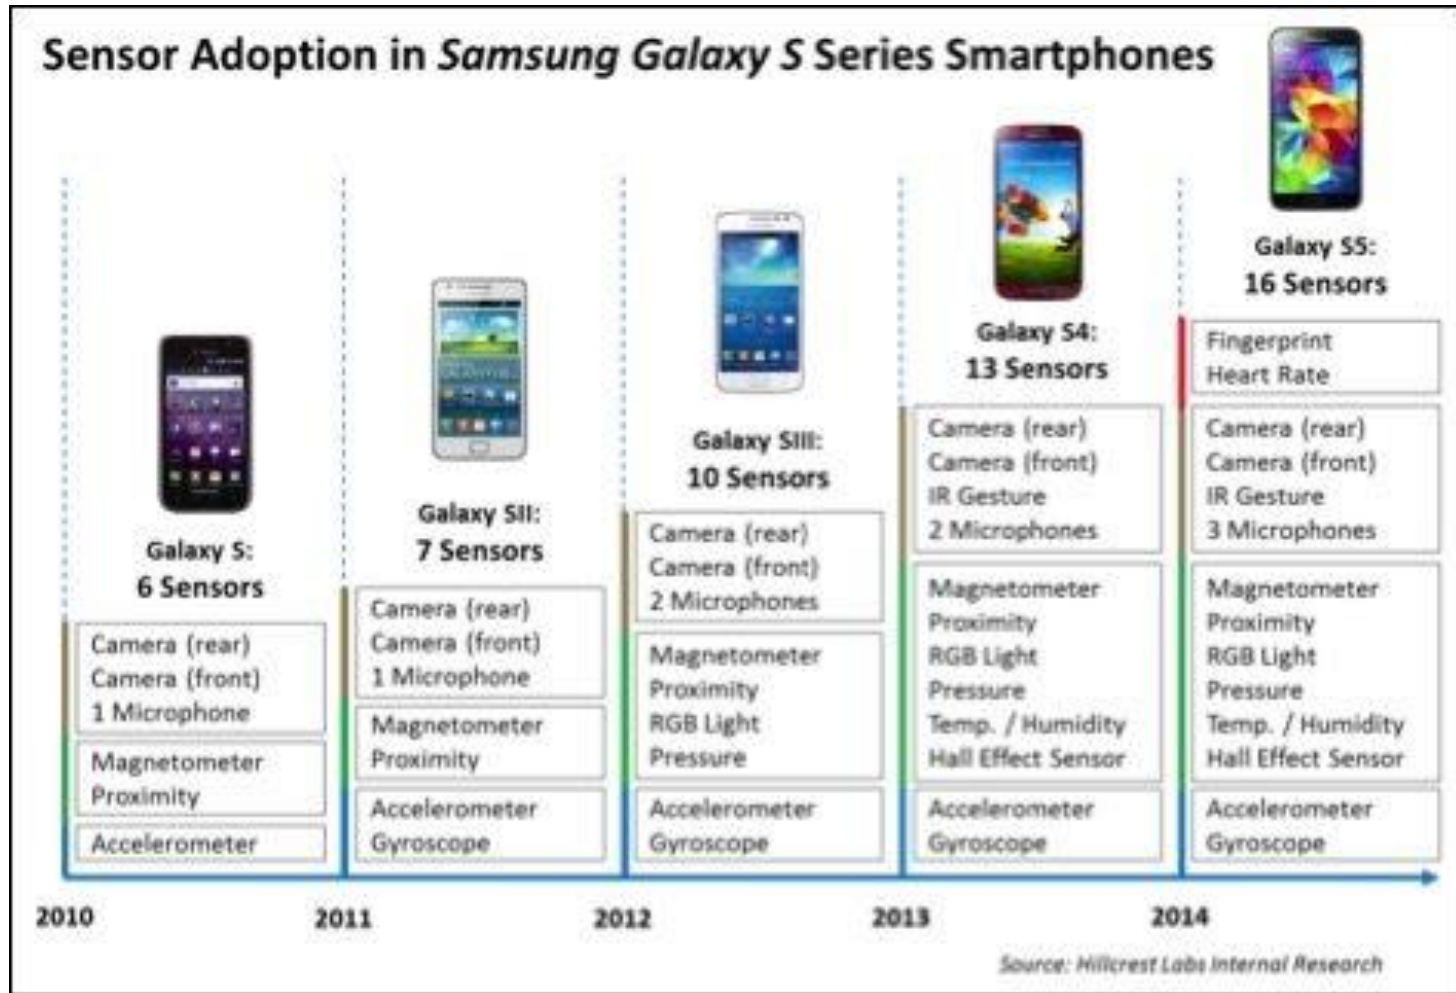 Sensor Adoption in Samsung Galaxy S Series Smartphones
Galaxy S:
6 Sensors
Camera (rear)
Camera (front)
1 Microphone
Magnetometer
Proximity
Accelerometer
Galaxy SII:
7 Sensors
Camera (rear)
Camera (front)
1 Microphone
Magnetometer
Proximity
Accelerometer
Gyroscope
Galaxy SIII:
10 Sensors
Camera (rear)
Camera (front)
2 Microphones
Magnetometer
Proximity
RGB Light
Pressure
Accelerometer
Gyroscope
Galaxy S4:
13 Sensors
Camera (rear)
Camera (front)
IR Gesture
2 Microphones
Magnetometer
Proximity
RGB Light
Pressure
Temp. / Humidity
Hall Effect Sensor
Accelerometer
Gyroscope
Galaxy S5:
16 Sensors
Fingerprint
Heart Rate
Camera (rear)
Camera (front)
IR Gesture
3 Microphones
Magnetometer
Proximity
RGB Light
Pressure
Temp. / Humidity
Hall Effect Sensor
Accelerometer
Gyroscope
2010
2011
2012
2013
2014
Source: Hillcrest Labs Internal Research